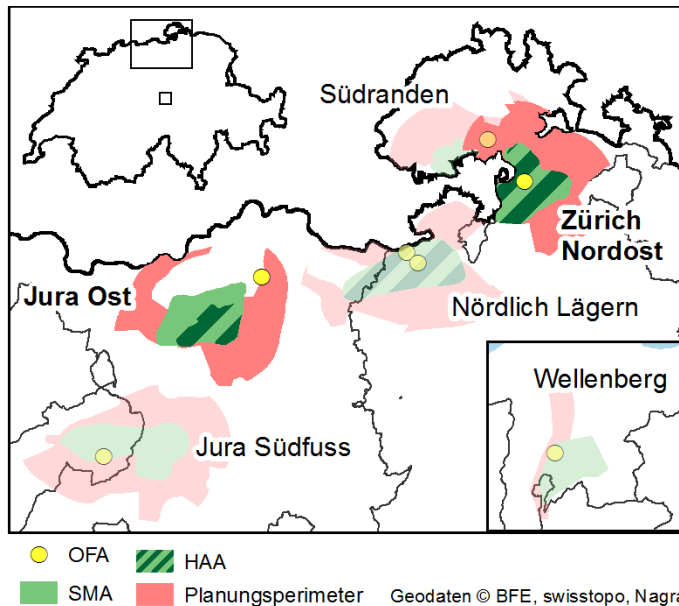 Südranden
Zürich
Nordost
Jura Ost
Nördlich Lägern
Wellenberg
Jura Südfuss
OFA
HAA
SMA
Planungsperimeter
Geodaten © BFE, swisstopo, Nagra